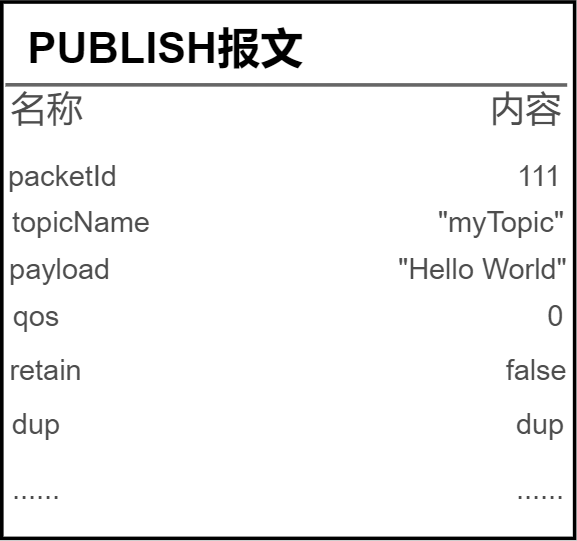 PUBLISH报文
名称 内容
packetId 111
topicName "myTopic"
payload "Hello World"
qos 0
retain false
dup dup
...... ......